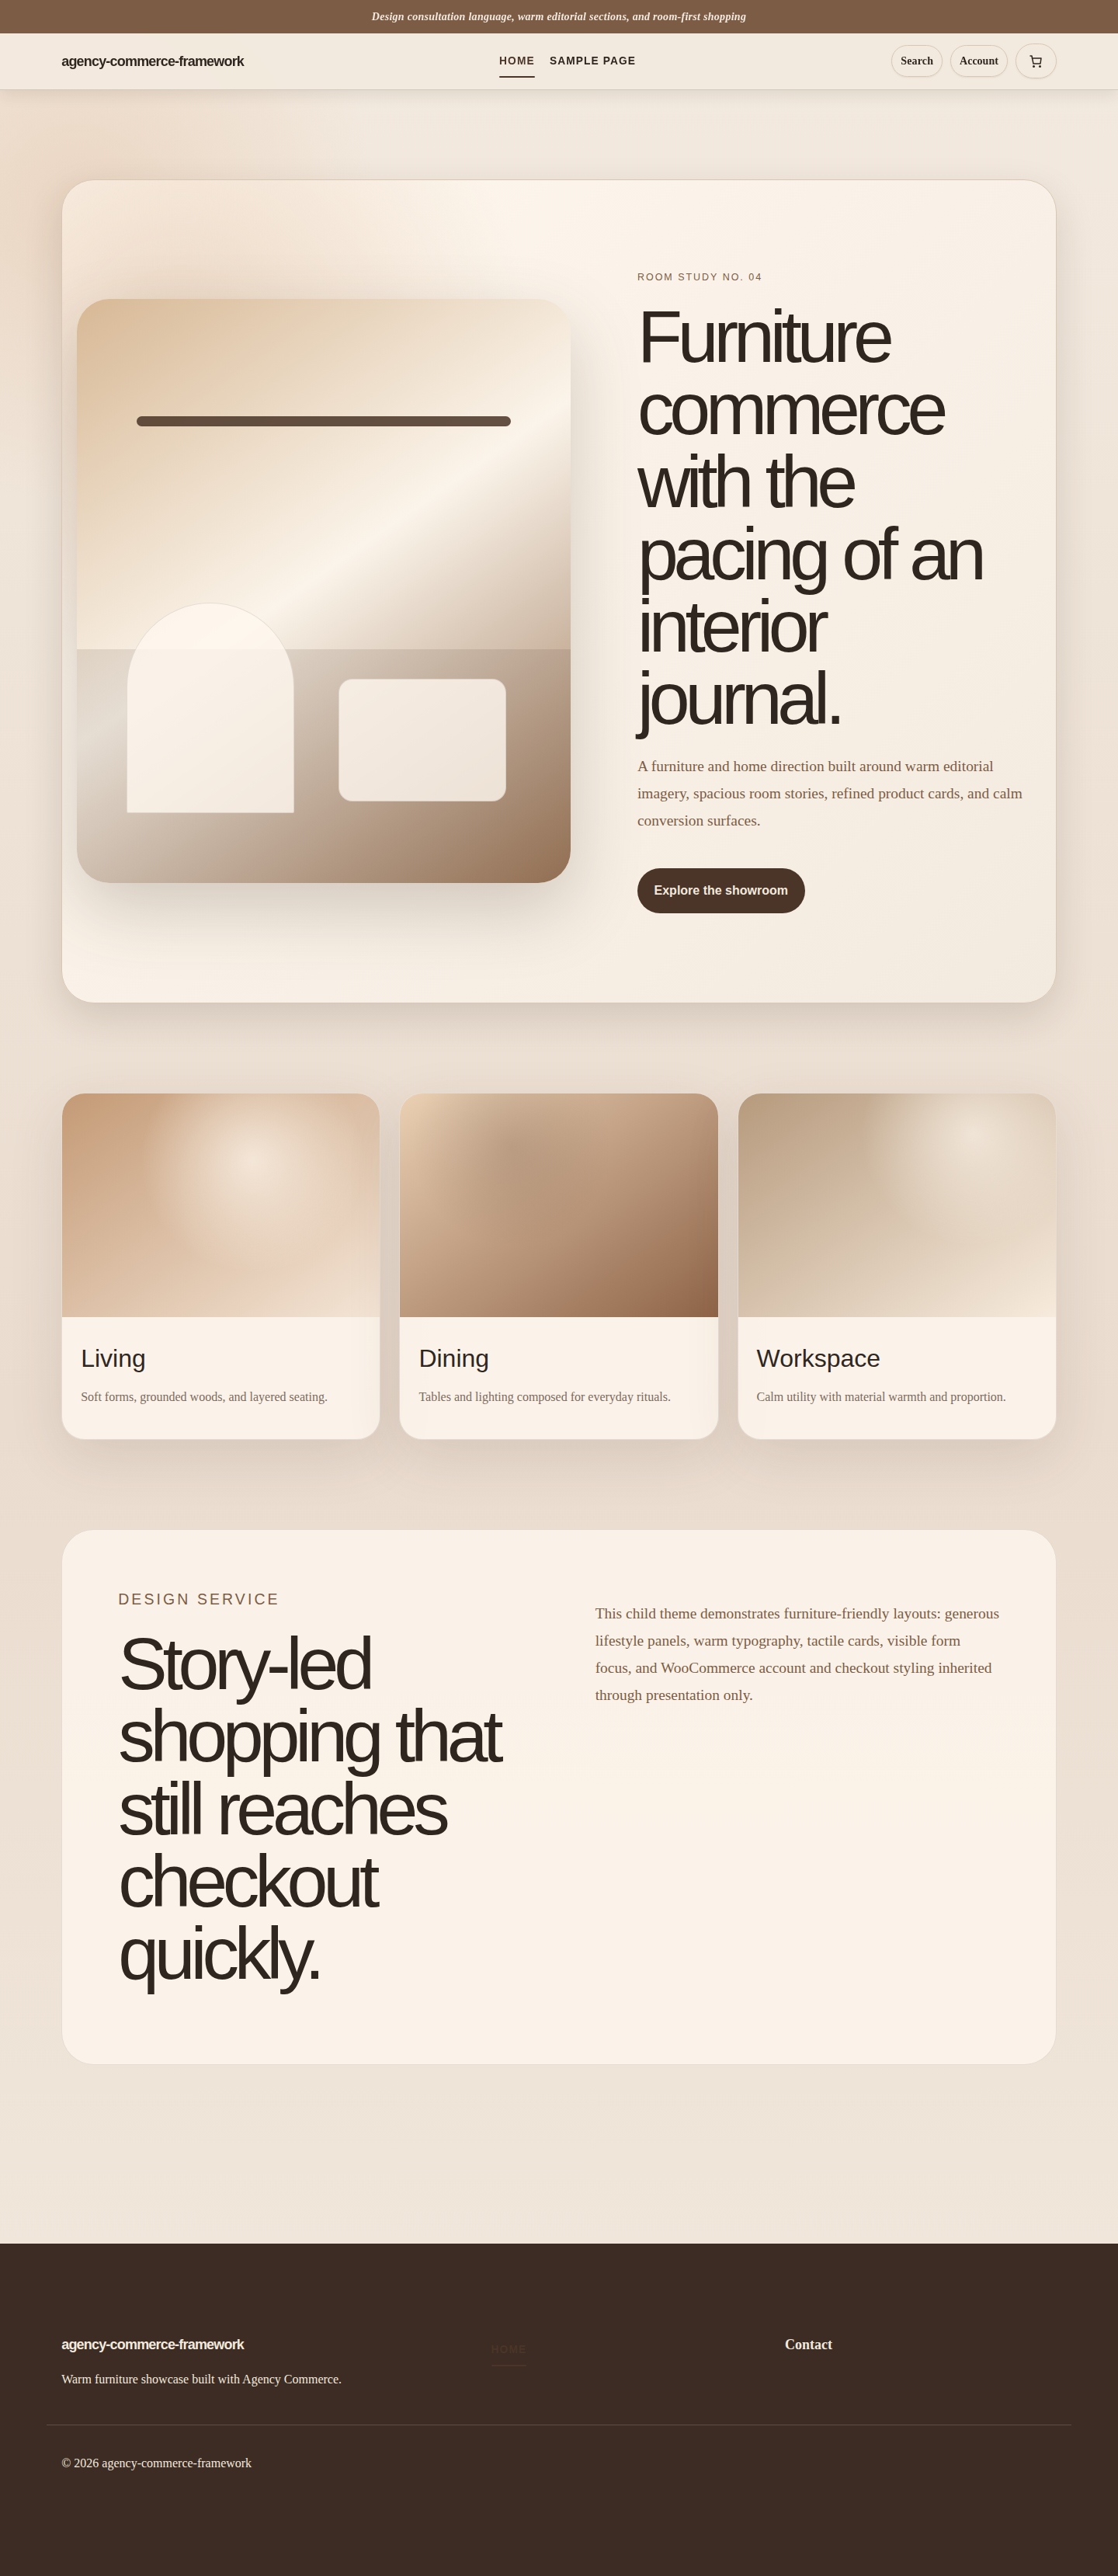 Design consultation language, warm editorial sections, and room-first shopping
agency-commerce-framework
HOME
SAMPLE PAGE
Search
Account
ROOM STUDY NO. 04
Furniture
commerce
with the
pacing of an
interior
journal.
A furniture and home direction built around warm editorial
imagery, spacious room stories, refined product cards, and calm
conversion surfaces.
Explore the showroom
Living
Soft forms, grounded woods, and layered seating.
Dining
Tables and lighting composed for everyday rituals.
Workspace
Calm utility with material warmth and proportion.
DESIGN SERVICE
Story-led
shopping that
still reaches
checkout
quickly.
This child theme demonstrates furniture-friendly layouts: generous
lifestyle panels, warm typography, tactile cards, visible form
focus, and WooCommerce account and checkout styling inherited
through presentation only.
agency-commerce-framework
Warm furniture showcase built with Agency Commerce.
HOME
Contact
© 2026 agency-commerce-framework